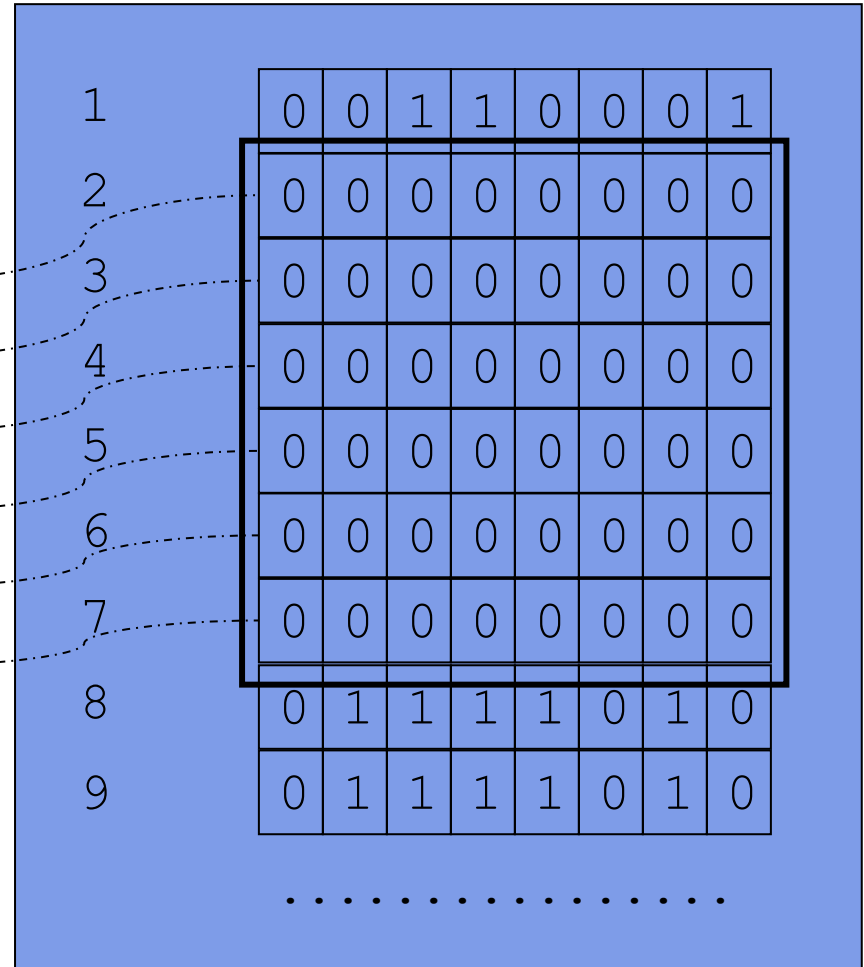 1 0 0 1 1 0 0 0 1
2 0 0 0 0 0 0 0 0
3 0 0 0 0 0 0 0 0
4 0 0 0 0 0 0 0 0
5 0 0 0 0 0 0 0 0
6 0 0 0 0 0 0 0 0
7 0 0 0 0 0 0 0 0
8 0 1 1 1 1 0 1 0
9 0 1 1 1 1 0 1 0
. . . . . . . . . . . . . . . .